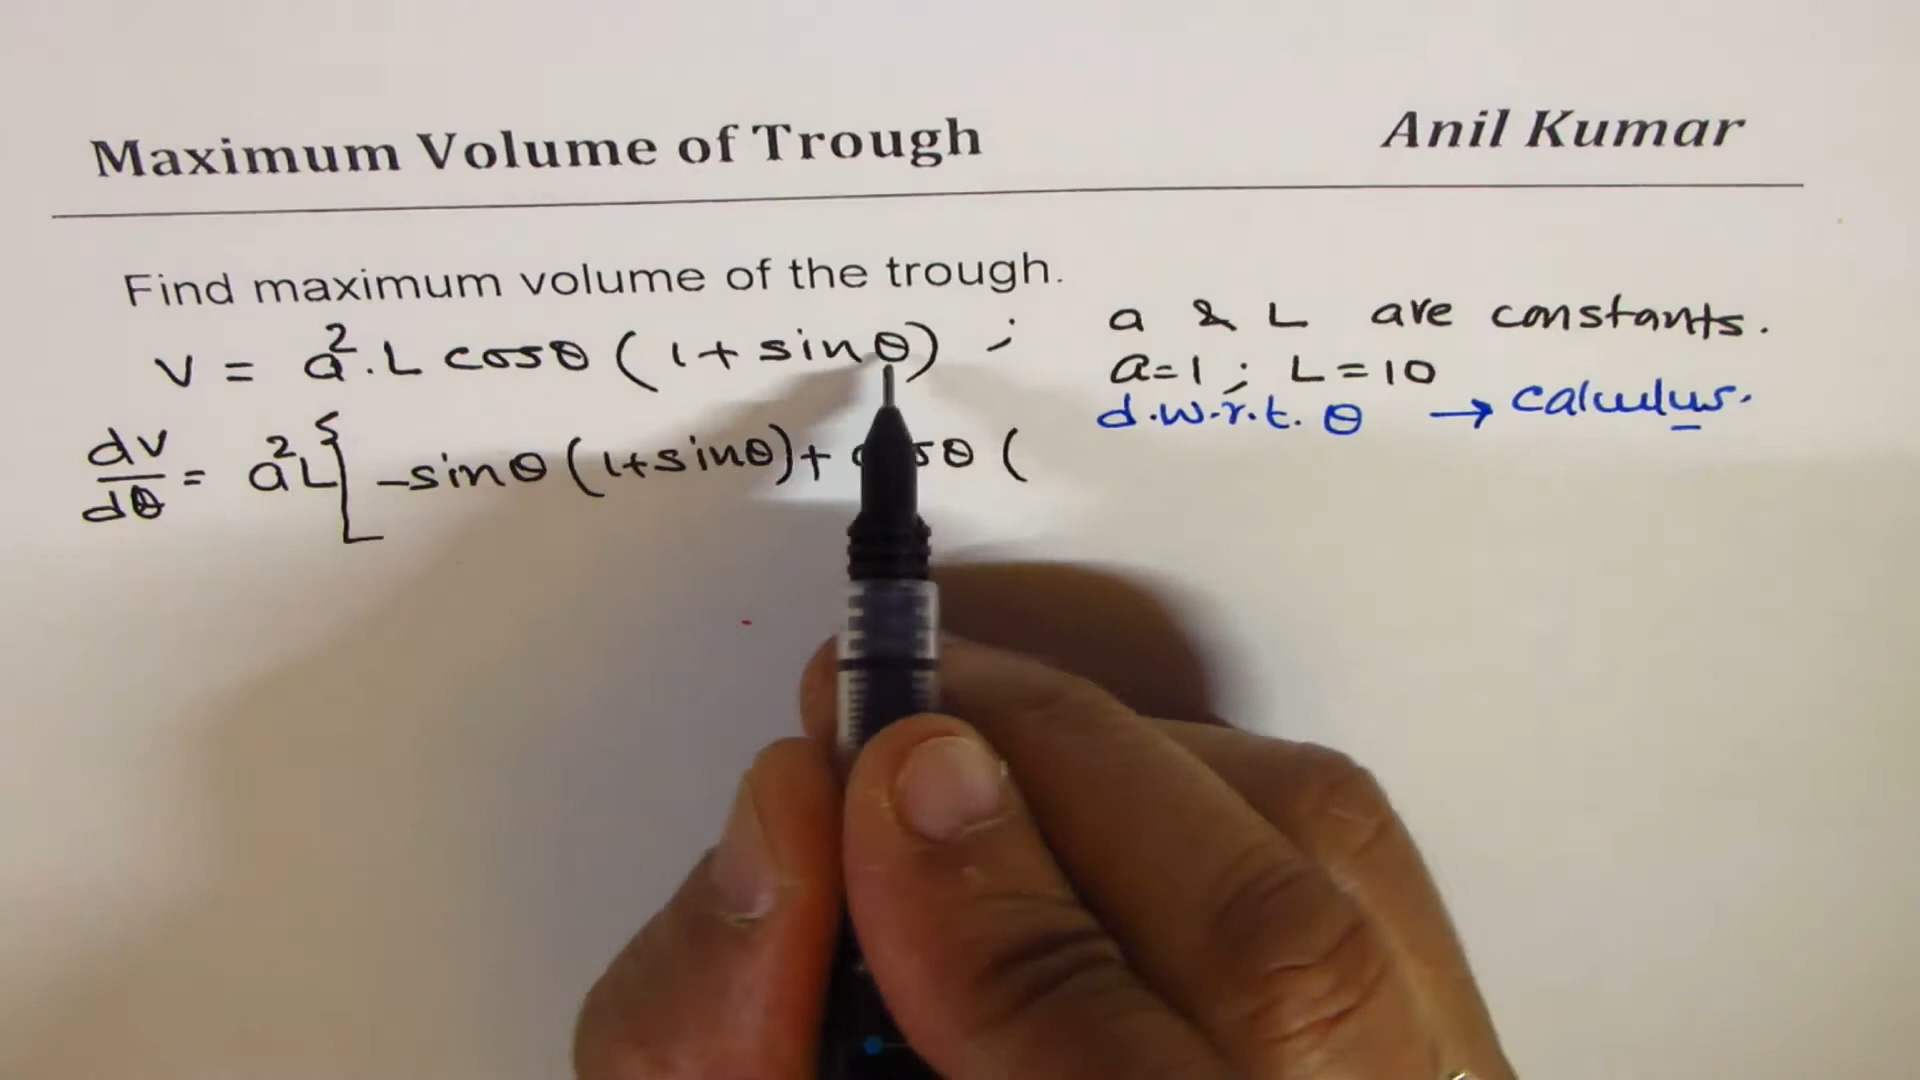 Maximum Volume of Trough
Anil Kumar
Find maximum volume of the trough.
V = a².L cosθ (1 + sinθ) ;
a & L are constants.
a=1 ; L=10
d.w.r.t. θ → calculus.
dv/dθ = a²L{ -sinθ (1+sinθ)+ cosθ (